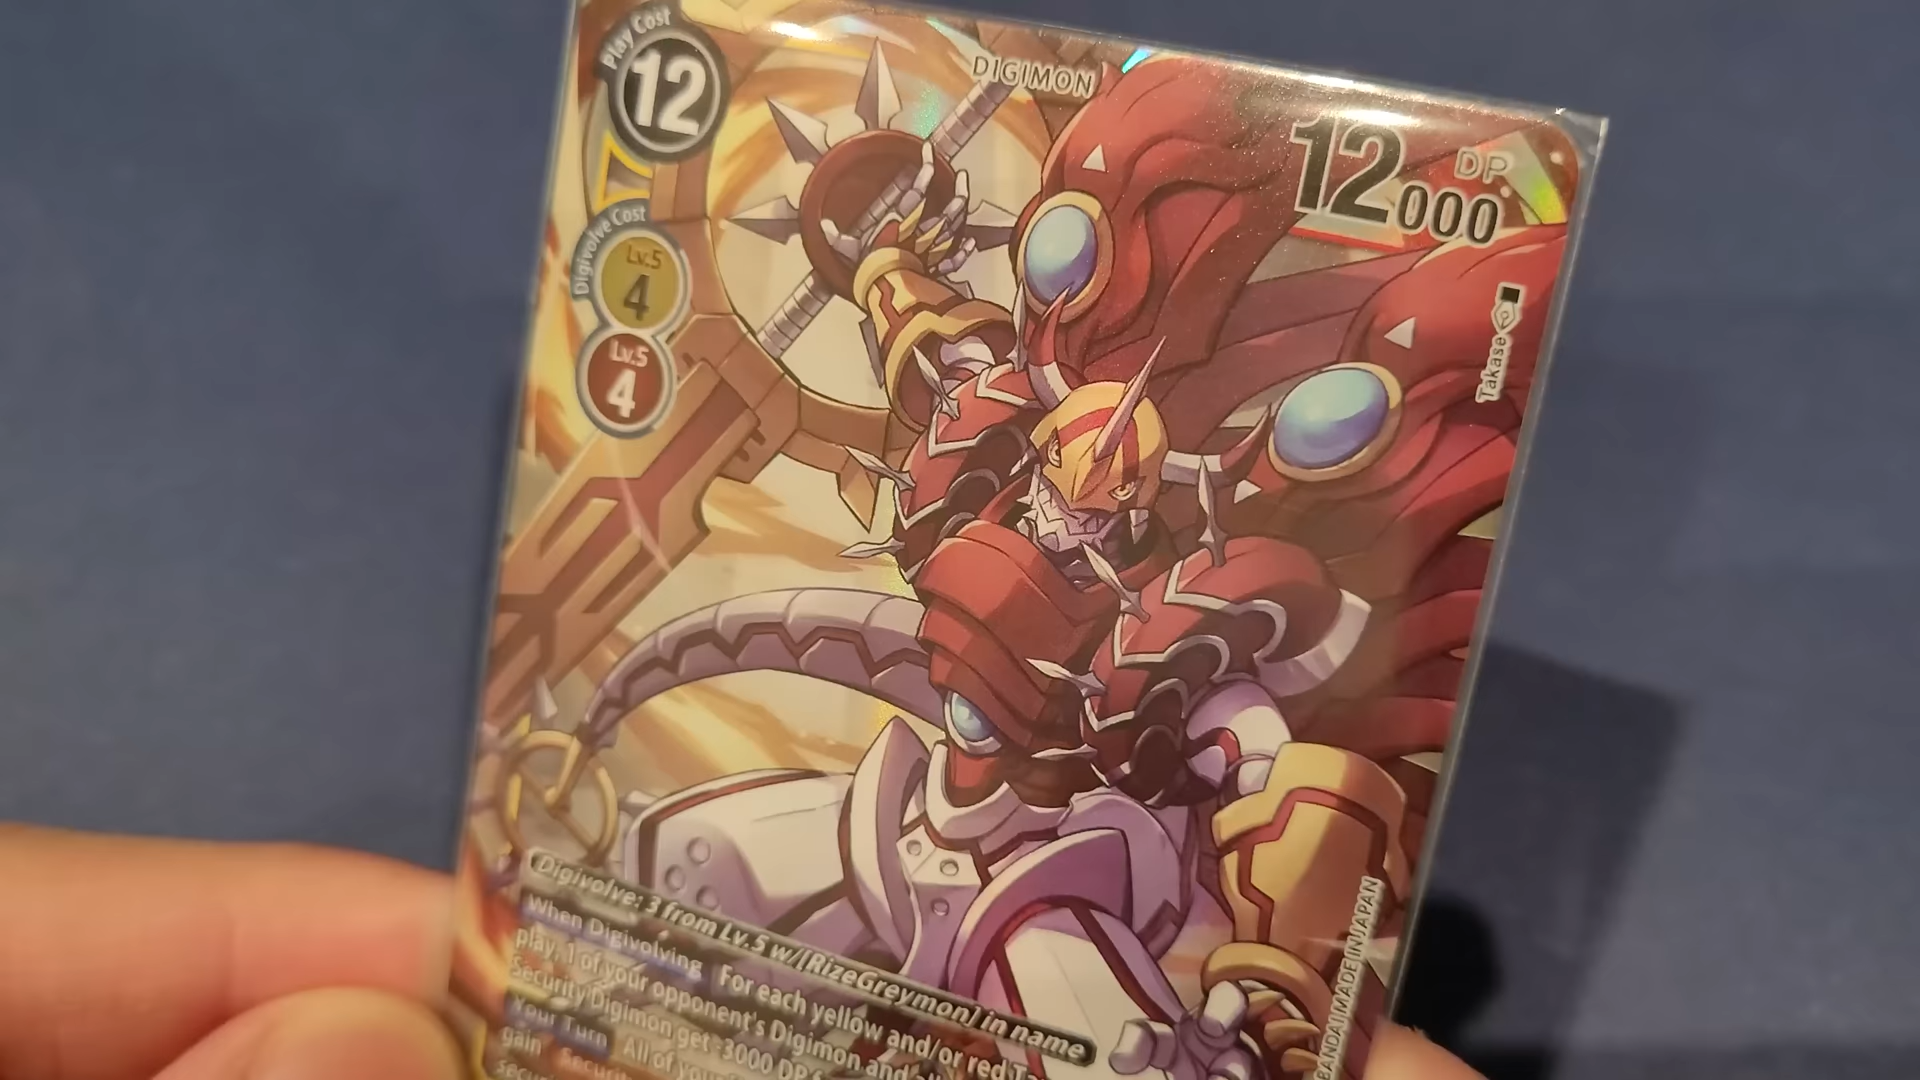 Play Cost
12
DIGIMON
12000 DP
Digivolve Cost
Lv.5
4
Lv.5
4
Takase
Digivolve: 3 from Lv.5 w/[RizeGreymon] in name
When Digivolving For each yellow and/or red
play, 1 of your opponent's Digimon and
Security Digimon get -3000 DP
Your Turn All of your
gain Security
BANDAI MADE IN JAPAN